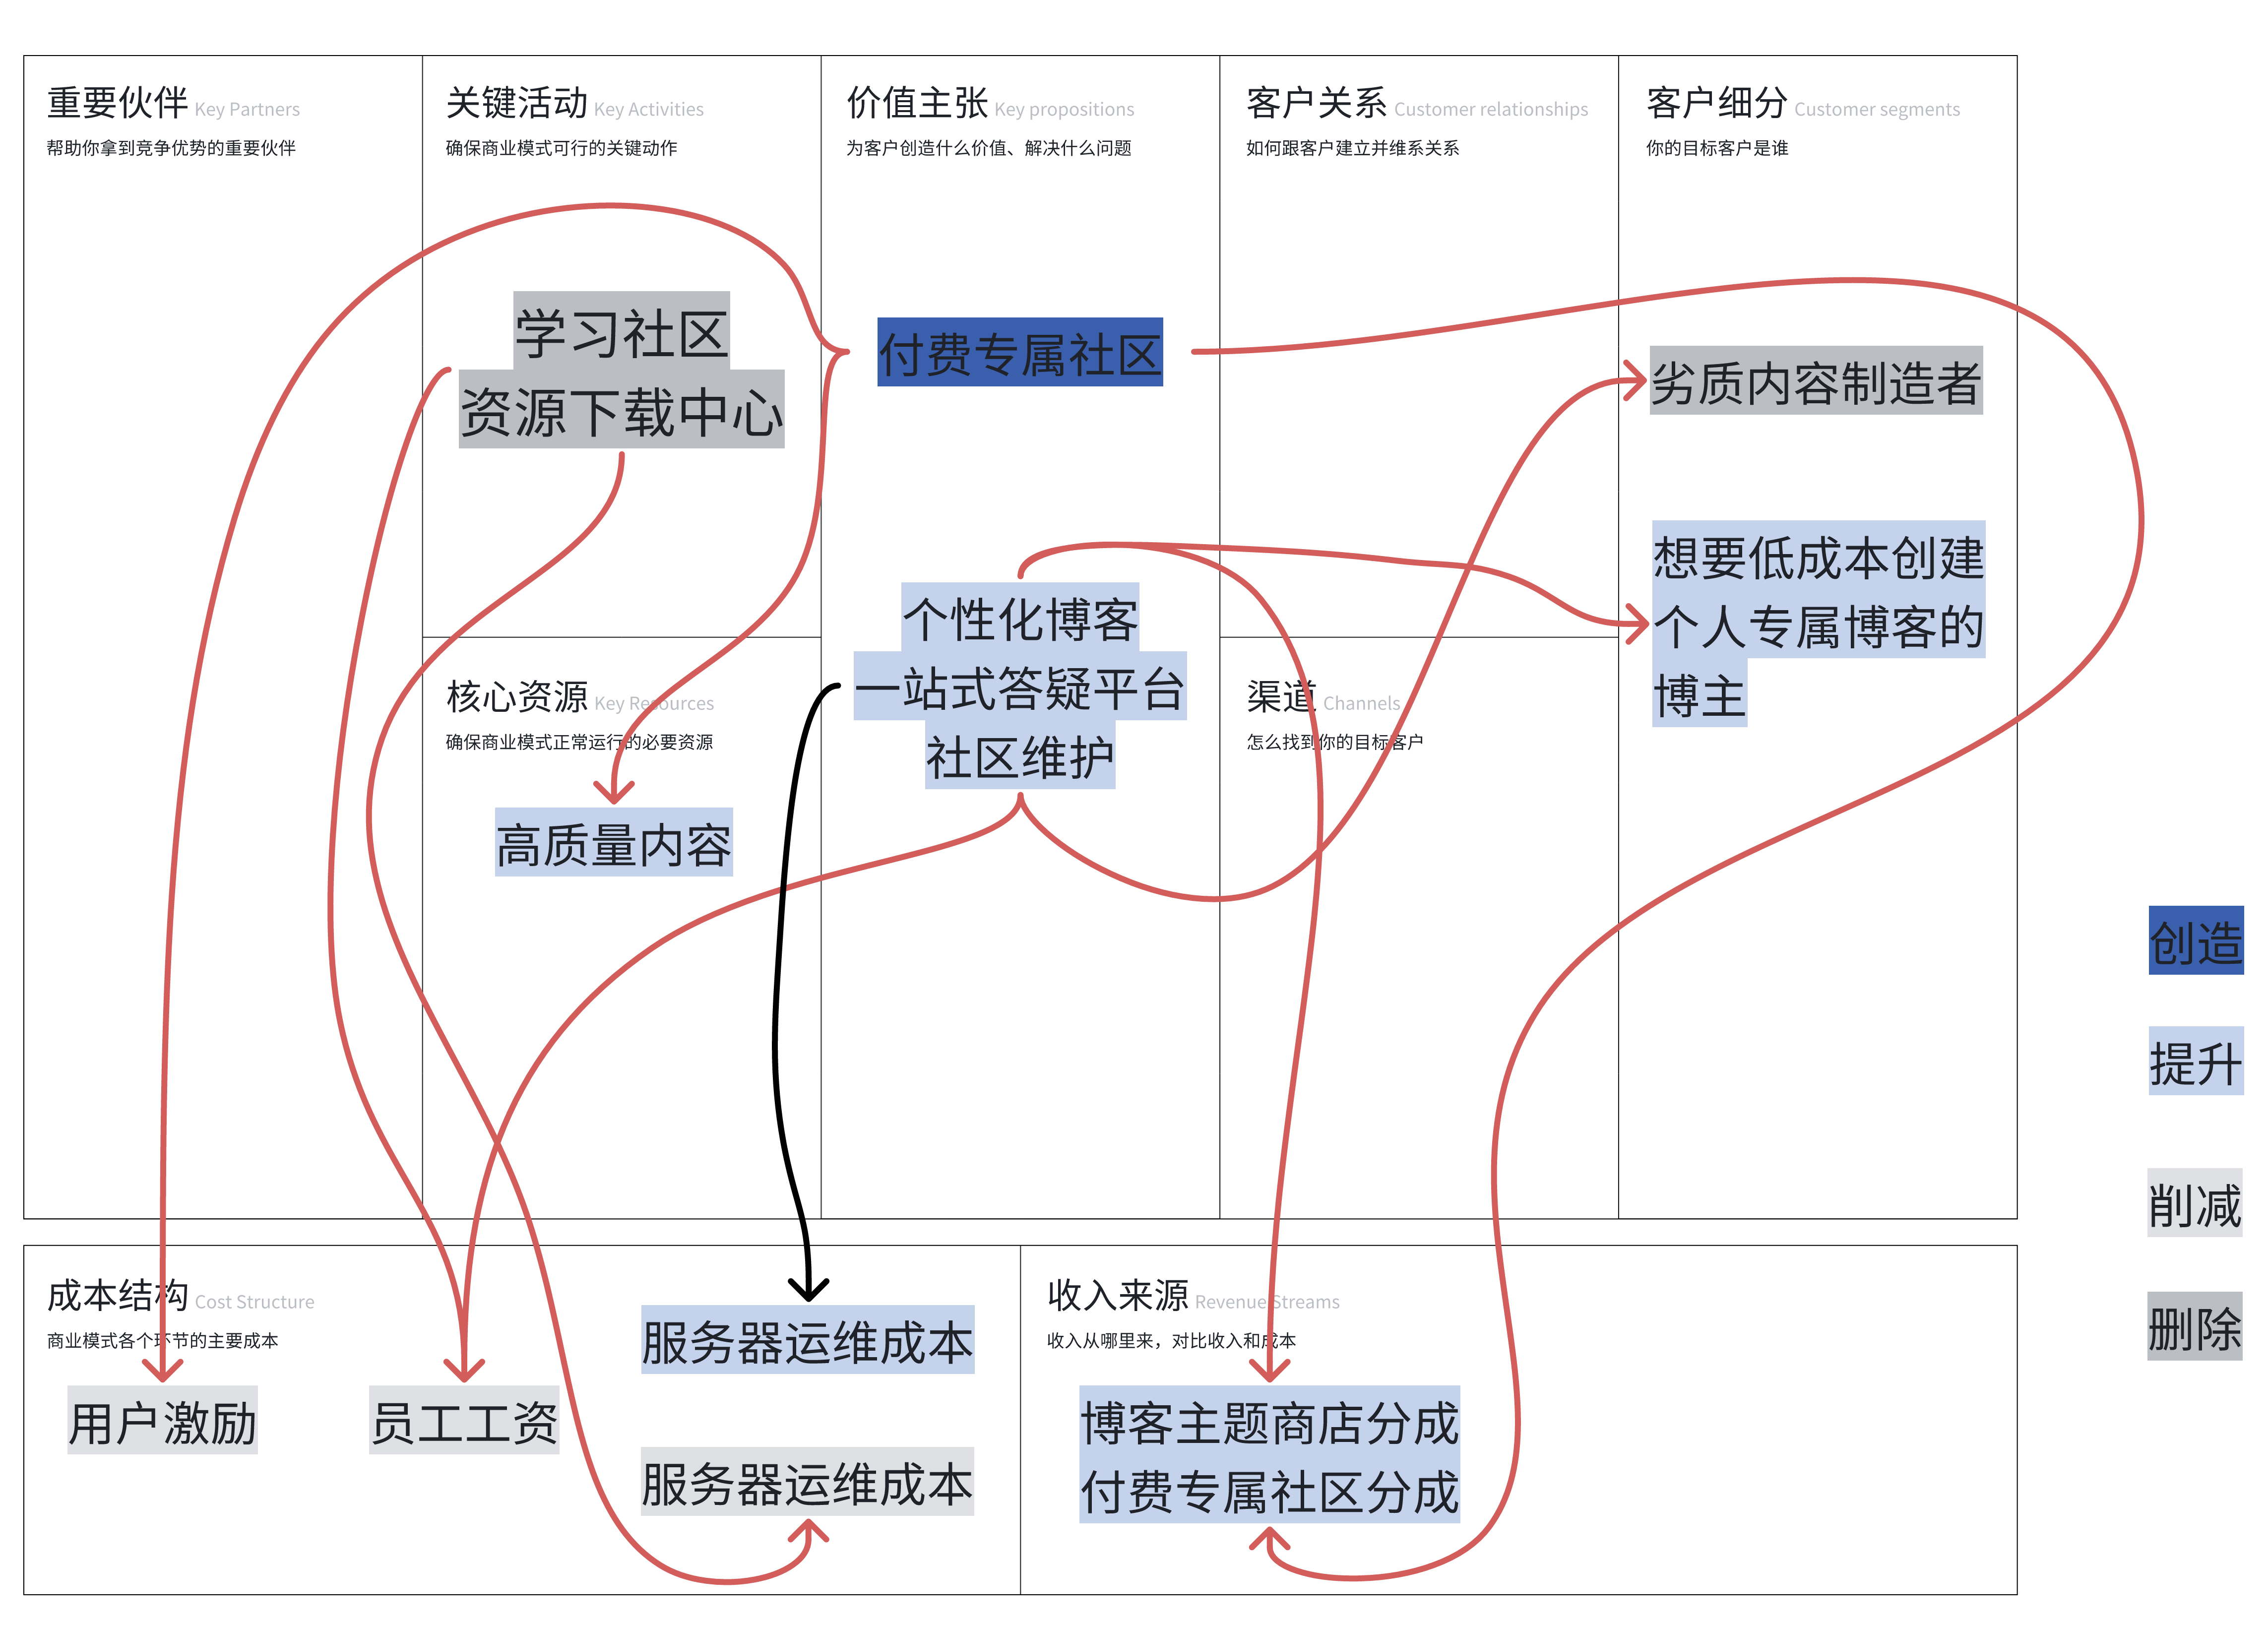 重要伙伴 Key Partners
帮助你拿到竞争优势的重要伙伴
关键活动 Key Activities
确保商业模式可行的关键动作
学习社区
资源下载中心
核心资源 Key Resources
确保商业模式正常运行的必要资源
高质量内容
价值主张 Key propositions
为客户创造什么价值、解决什么问题
付费专属社区
个性化博客
一站式答疑平台
社区维护
客户关系 Customer relationships
如何跟客户建立并维系关系
渠道 Channels
怎么找到你的目标客户
客户细分 Customer segments
你的目标客户是谁
劣质内容制造者
想要低成本创建
个人专属博客的
博主
成本结构 Cost Structure
商业模式各个环节的主要成本
用户激励
员工工资
服务器运维成本
服务器运维成本
收入来源 Revenue Streams
收入从哪里来，对比收入和成本
博客主题商店分成
付费专属社区分成
创造
提升
削减
删除